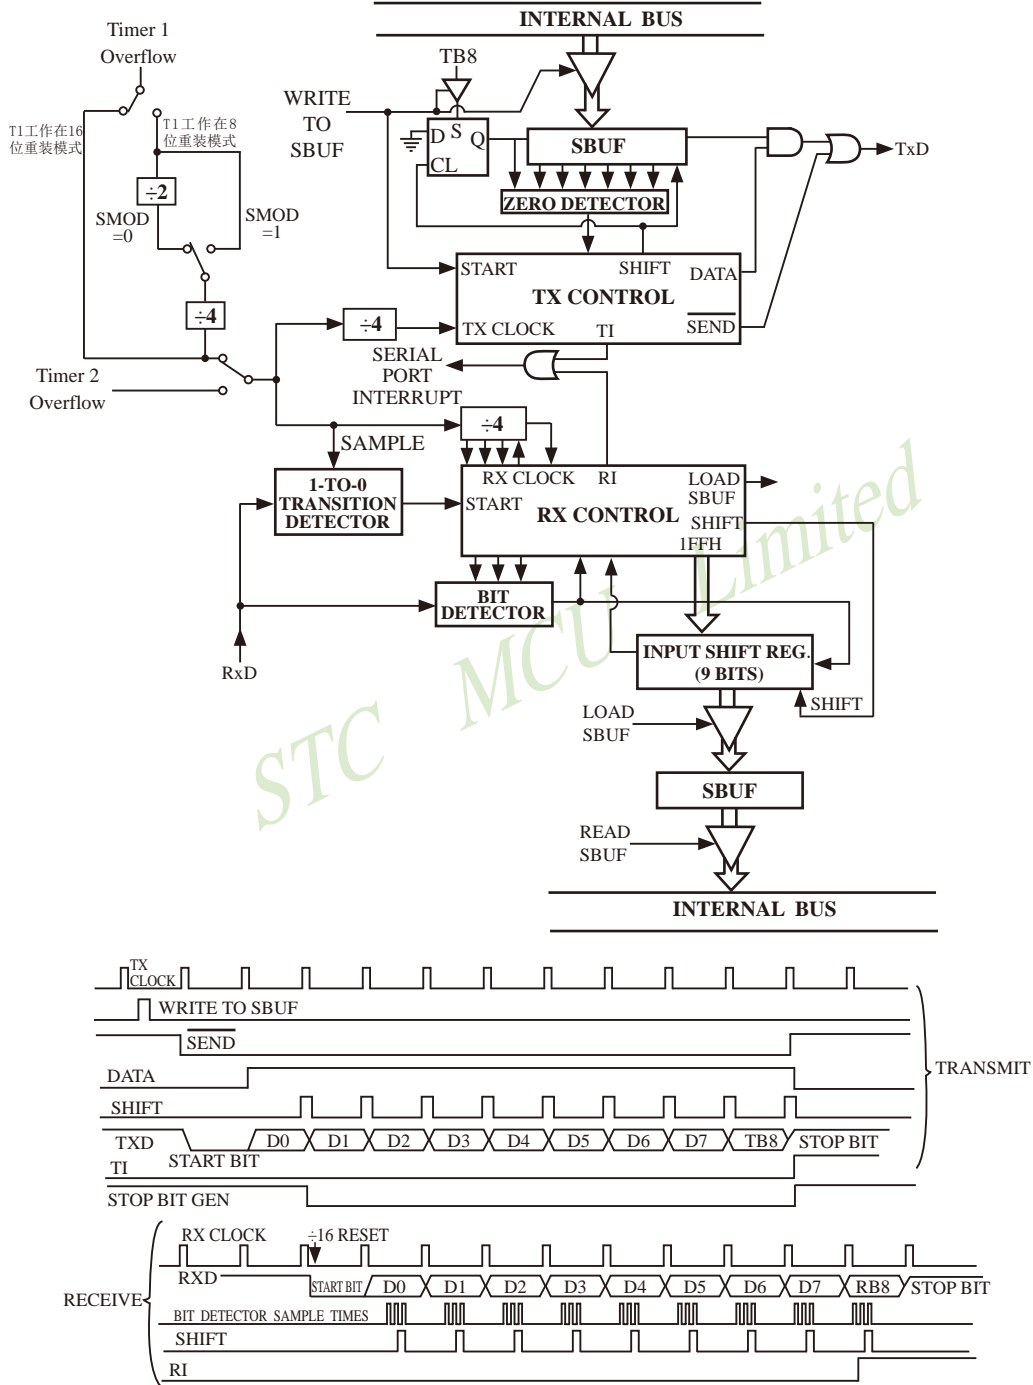 INTERNAL BUS
Timer 1
Overflow
TB8
WRITE
TO
SBUF
T1工作在16
位重装模式
T1工作在8
位重装模式
D S Q
CL
SBUF
TxD
÷2
ZERO DETECTOR
SMOD
=0
SMOD
=1
START
SHIFT
DATA
TX CONTROL
÷4
÷4
TX CLOCK
TI
SEND
SERIAL
PORT
INTERRUPT
Timer 2
Overflow
÷4
SAMPLE
1-TO-0
TRANSITION
DETECTOR
RX CLOCK
RI
LOAD
SBUF
START
RX CONTROL
SHIFT
1FFH
BIT
DETECTOR
RxD
INPUT SHIFT REG.
(9 BITS)
SHIFT
LOAD
SBUF
SBUF
READ
SBUF
INTERNAL BUS
STC MCU Limited
TX
CLOCK
WRITE TO SBUF
SEND
DATA
TRANSMIT
SHIFT
TXD
START BIT
D0 D1 D2 D3 D4 D5 D6 D7 TB8 STOP BIT
TI
STOP BIT GEN
RX CLOCK
÷16 RESET
RXD
START BIT
D0 D1 D2 D3 D4 D5 D6 D7 RB8 STOP BIT
RECEIVE
BIT DETECTOR SAMPLE TIMES
SHIFT
RI